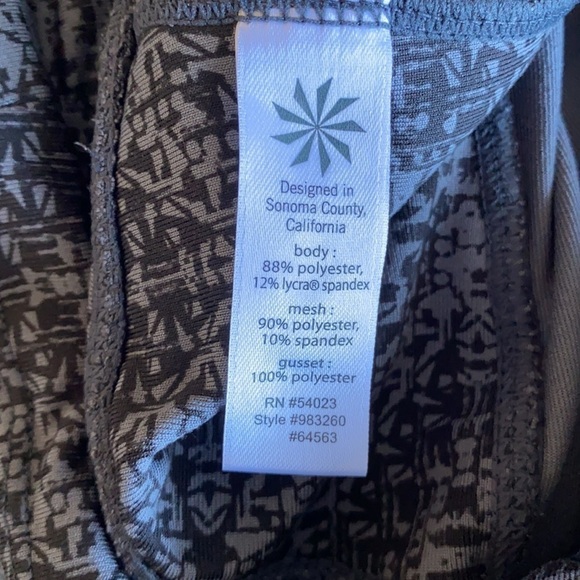 Designed in
Sonoma County,
California
body :
88% polyester,
12% lycra® spandex
mesh :
90% polyester,
10% spandex
gusset :
100% polyester
RN #54023
Style #983260
#64563